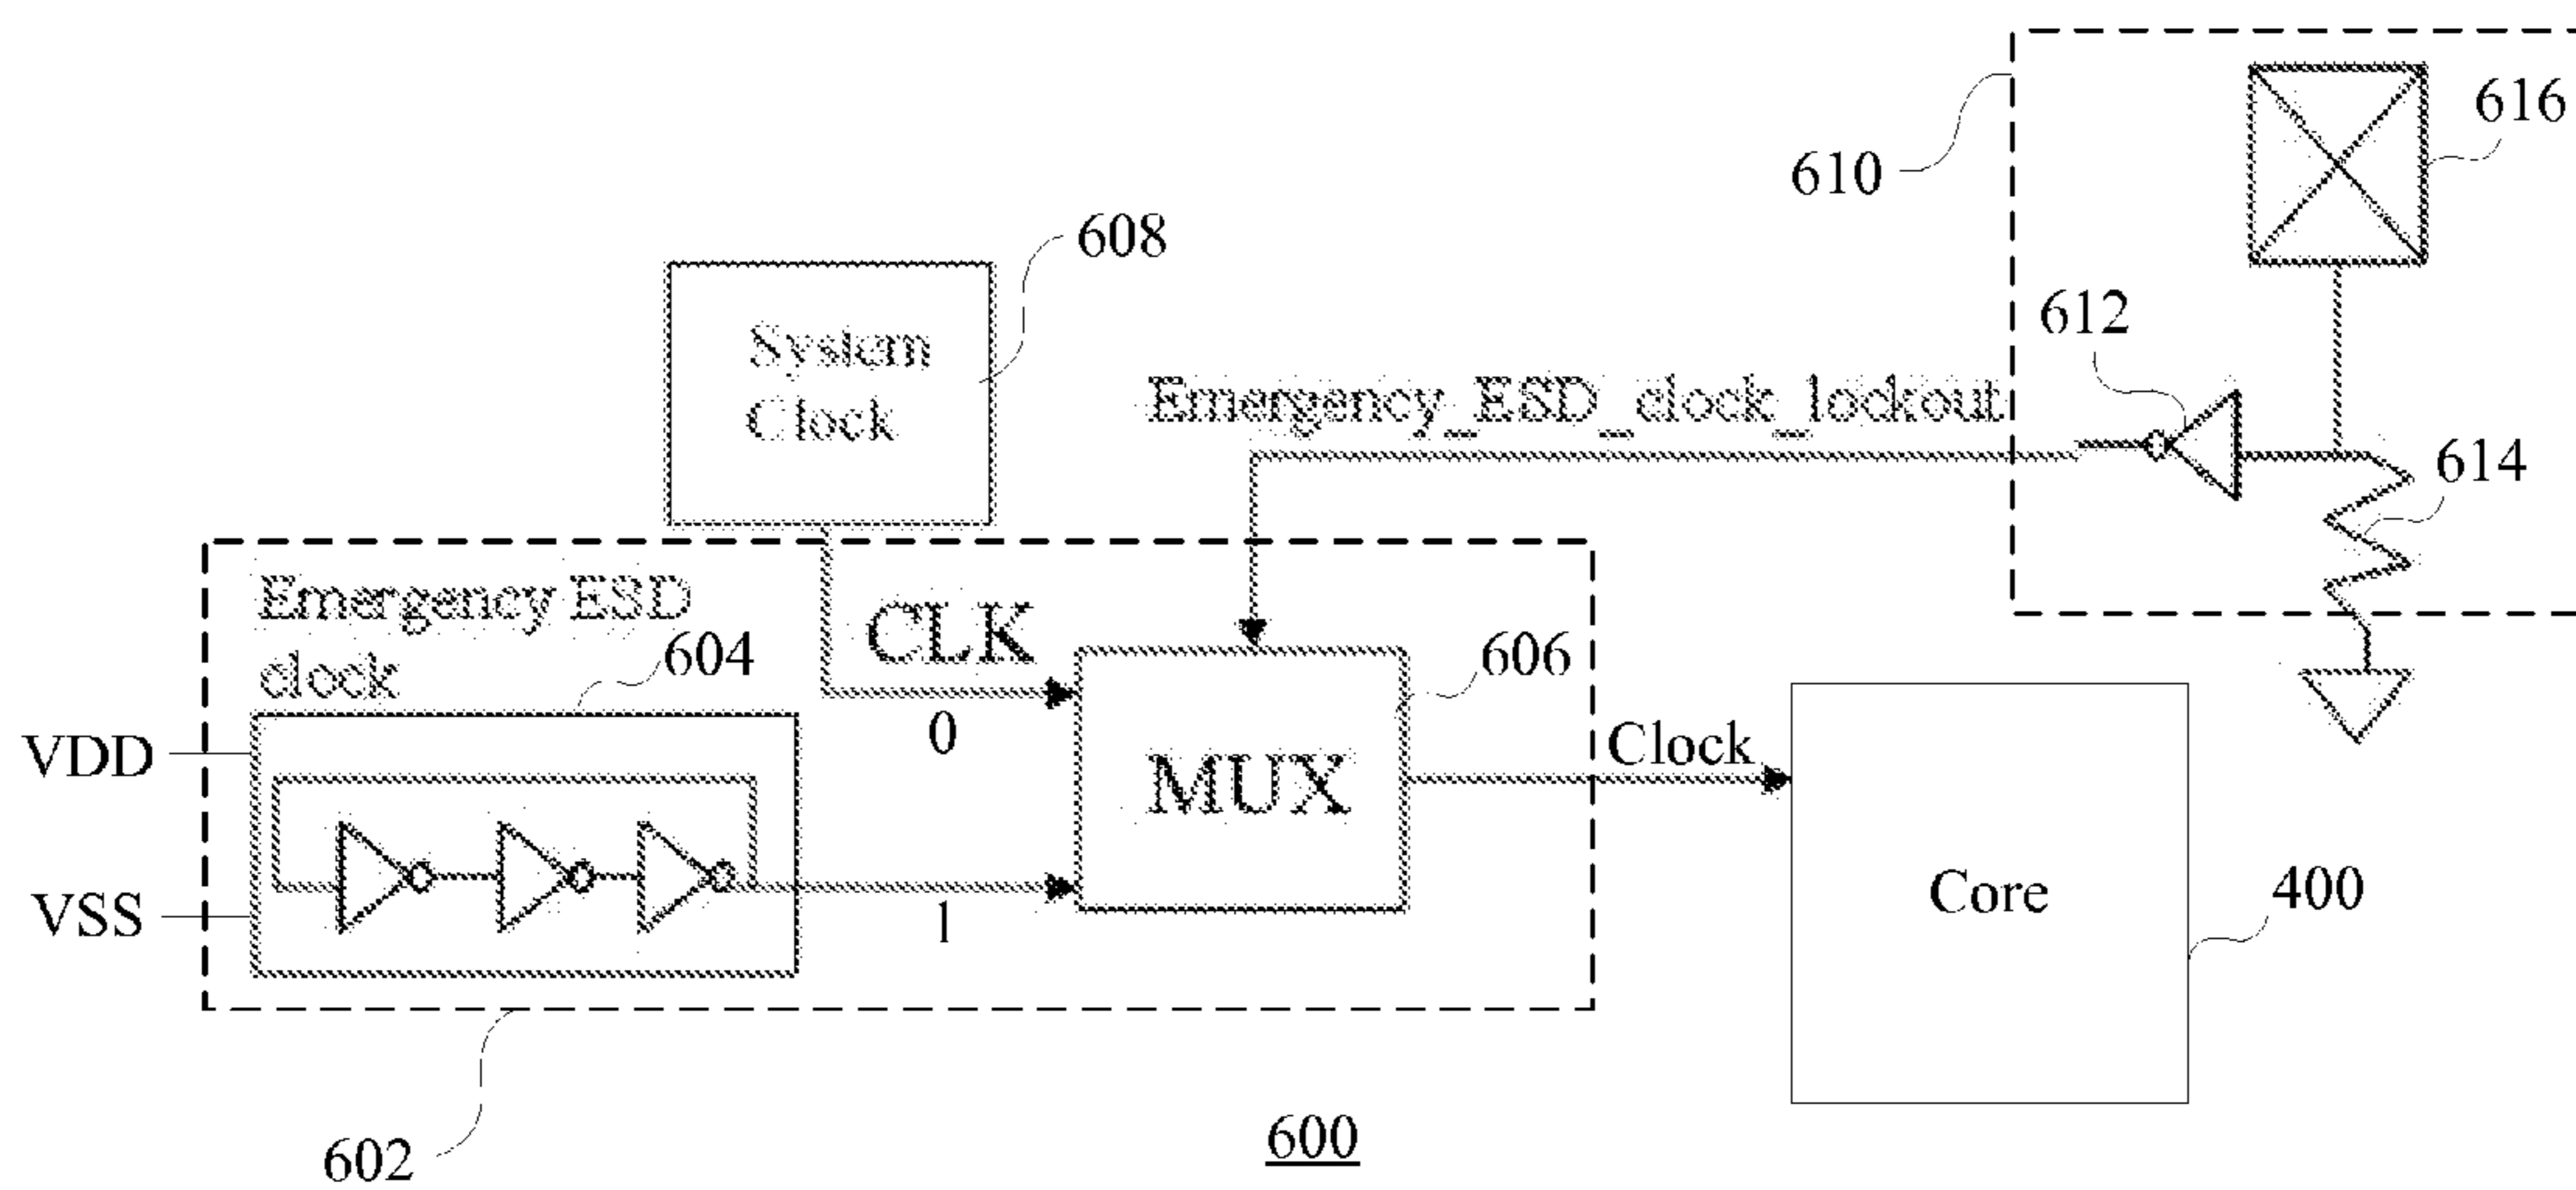 616
610
608
612
System
Clock
Emergency_ESD_clock_lockout
614
Emergency ESD
clock
604
CLK
606
0
VDD
MUX
Clock
VSS
1
Core
400
602
600